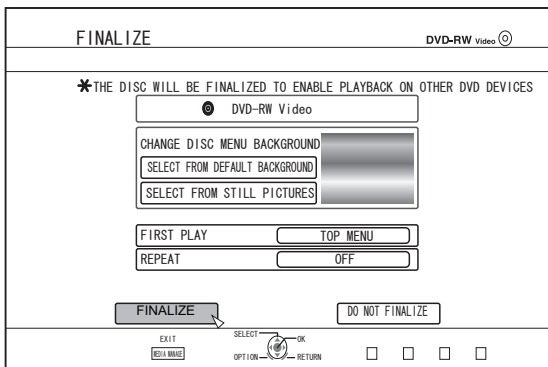 FINALIZE
DVD-RW Video
*THE DISC WILL BE FINALIZED TO ENABLE PLAYBACK ON OTHER DVD DEVICES
DVD-RW Video
CHANGE DISC MENU BACKGROUND
SELECT FROM DEFAULT BACKGROUND
SELECT FROM STILL PICTURES
FIRST PLAY TOP MENU
REPEAT OFF
FINALIZE DO NOT FINALIZE
EXIT
MEDIA MANAGE
SELECT OK
OPTION RETURN